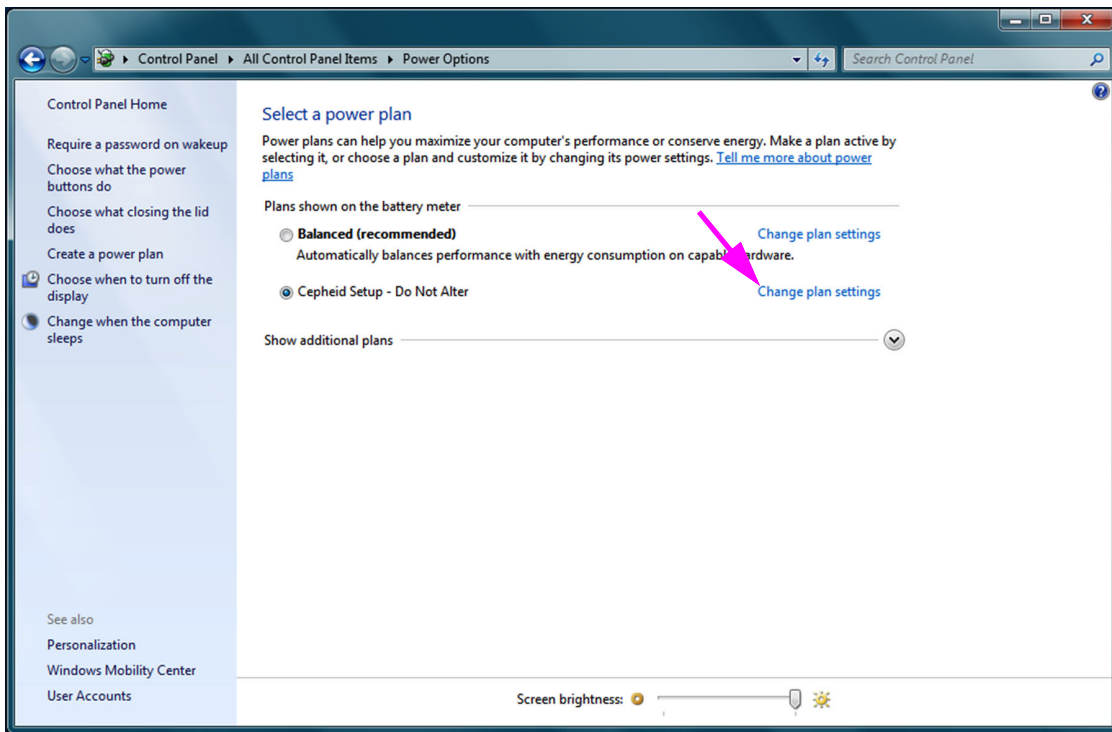 Control Panel ▸ All Control Panel Items ▸ Power Options
Search Control Panel
Control Panel Home
Require a password on wakeup
Choose what the power
buttons do
Choose what closing the lid
does
Create a power plan
Choose when to turn off the
display
Change when the computer
sleeps
See also
Personalization
Windows Mobility Center
User Accounts
Select a power plan
Power plans can help you maximize your computer's performance or conserve energy. Make a plan active by
selecting it, or choose a plan and customize it by changing its power settings. Tell me more about power
plans
Plans shown on the battery meter
Balanced (recommended) Change plan settings
Automatically balances performance with energy consumption on capable hardware.
Cepheid Setup - Do Not Alter Change plan settings
Show additional plans
Screen brightness: